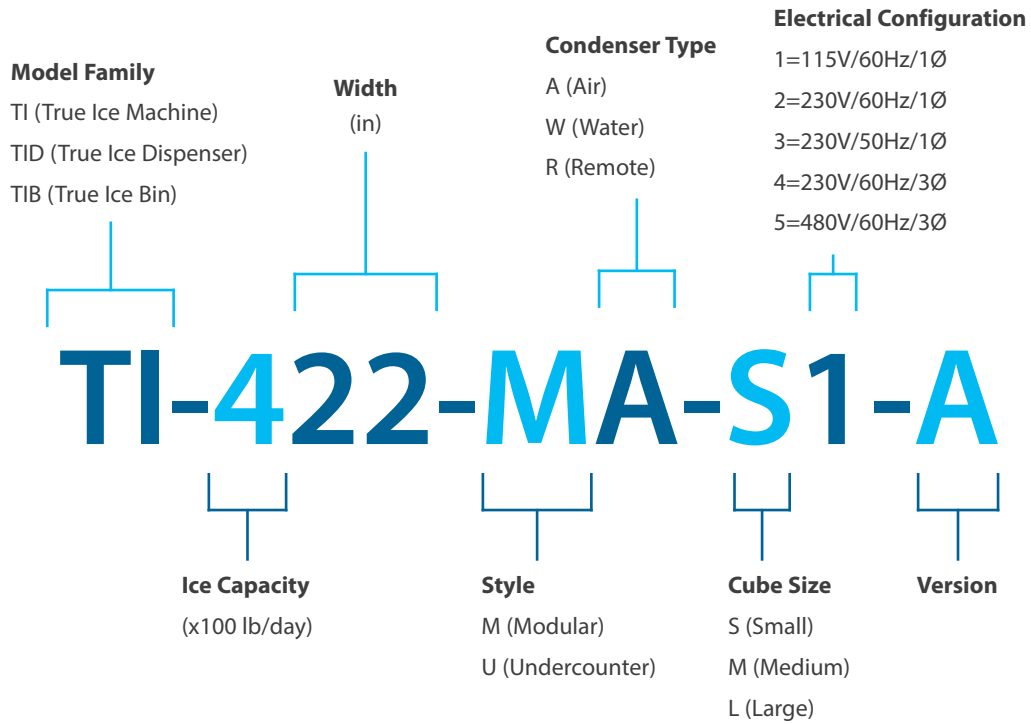 Model Family
TI (True Ice Machine)
TID (True Ice Dispenser)
TIB (True Ice Bin)
Width
(in)
Condenser Type
A (Air)
W (Water)
R (Remote)
Electrical Configuration
1=115V/60Hz/1Ø
2=230V/60Hz/1Ø
3=230V/50Hz/1Ø
4=230V/60Hz/3Ø
5=480V/60Hz/3Ø
TI-422-MA-S1-A
Ice Capacity
(x100 lb/day)
Style
M (Modular)
U (Undercounter)
Cube Size
S (Small)
M (Medium)
L (Large)
Version